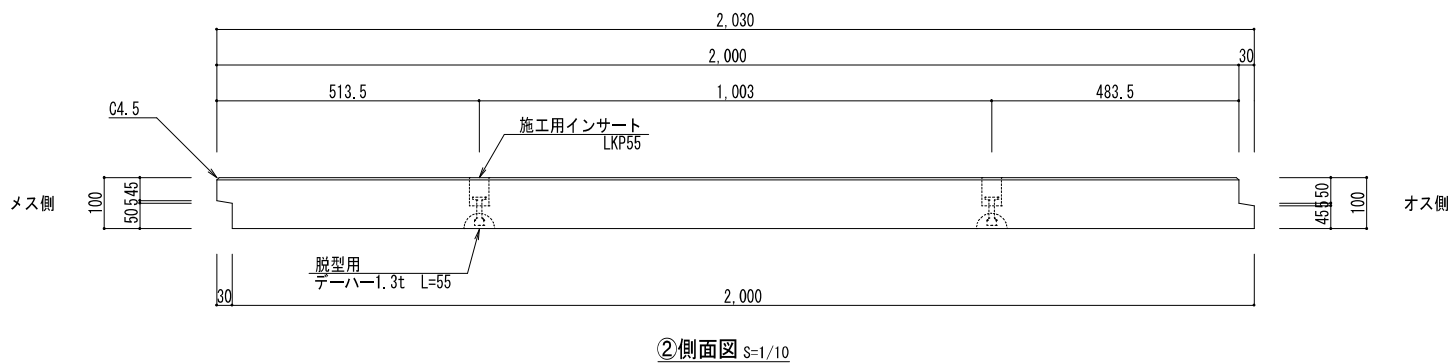 2,030
2,000 30
513.5 1,003 483.5
C4.5
施工用インサート
LKP55
メス側
100
50 5 45
45 5 50
100
オス側
脱型用
デーハー1.3t L=55
30 2,000
②側面図 S=1/10